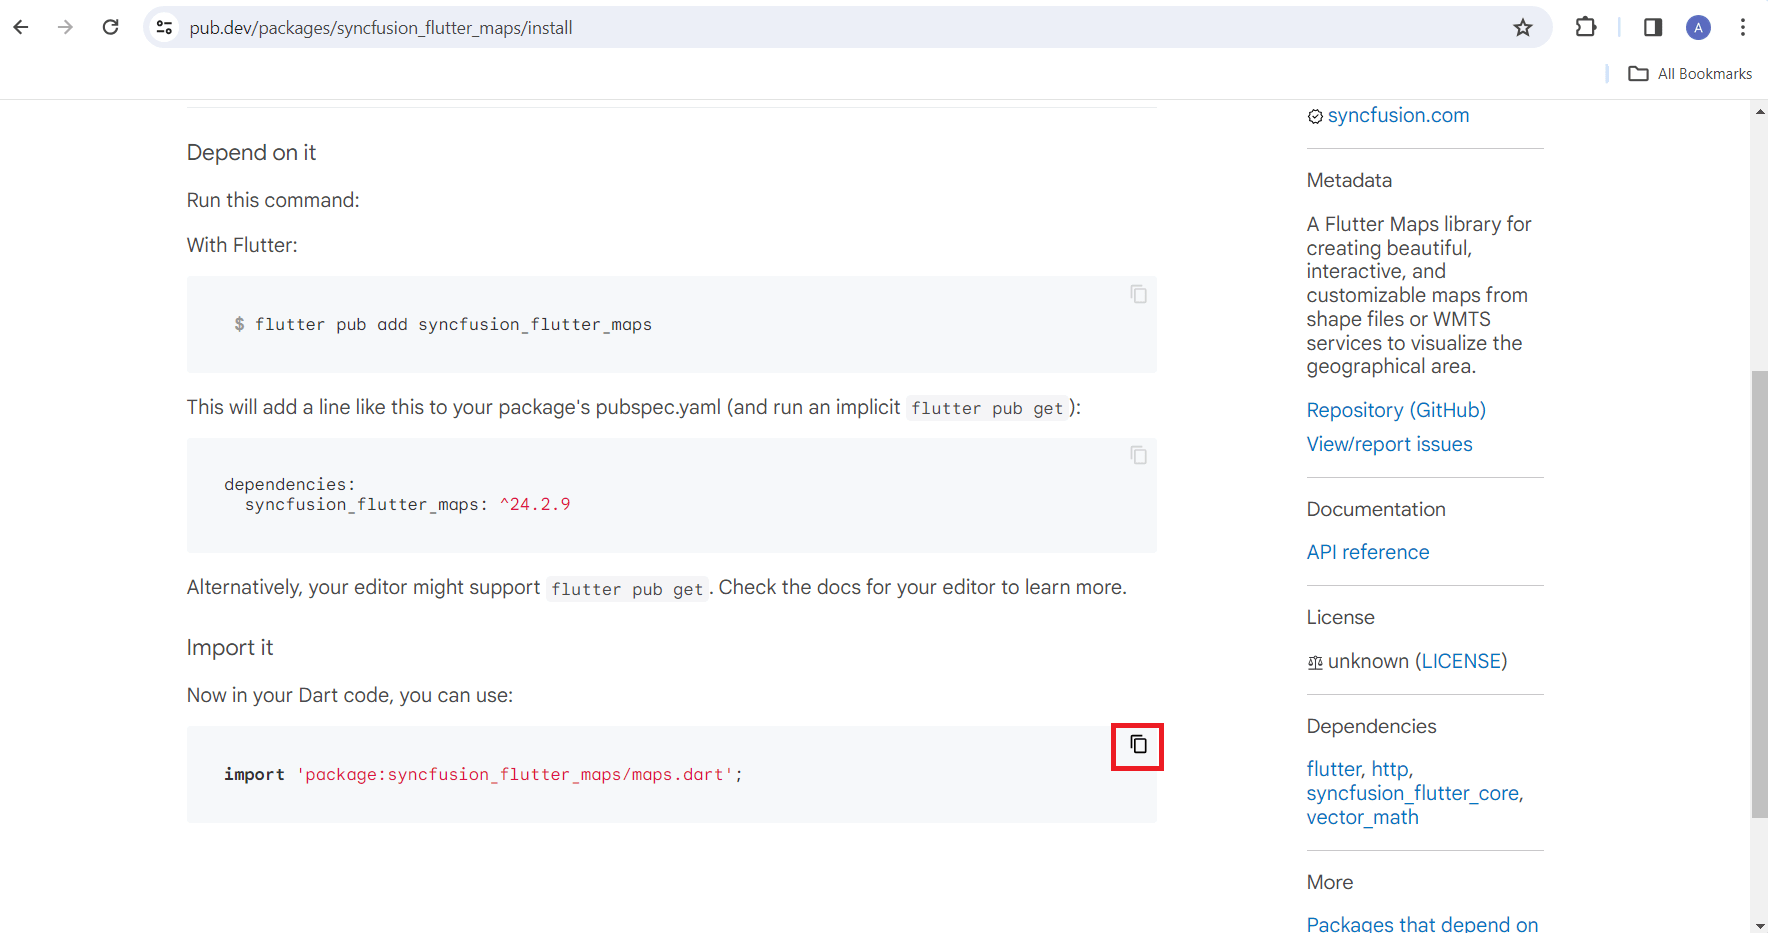 pub.dev/packages/syncfusion_flutter_maps/install
A
All Bookmarks
Depend on it
Run this command:
With Flutter:
$ flutter pub add syncfusion_flutter_maps
This will add a line like this to your package's pubspec.yaml (and run an implicit flutter pub get):
dependencies:
syncfusion_flutter_maps: ^24.2.9
Alternatively, your editor might support flutter pub get. Check the docs for your editor to learn more.
Import it
Now in your Dart code, you can use:
import 'package:syncfusion_flutter_maps/maps.dart';
syncfusion.com
Metadata
A Flutter Maps library for
creating beautiful,
interactive, and
customizable maps from
shape files or WMTS
services to visualize the
geographical area.
Repository (GitHub)
View/report issues
Documentation
API reference
License
unknown (LICENSE)
Dependencies
flutter, http,
syncfusion_flutter_core,
vector_math
More
Packages that depend on